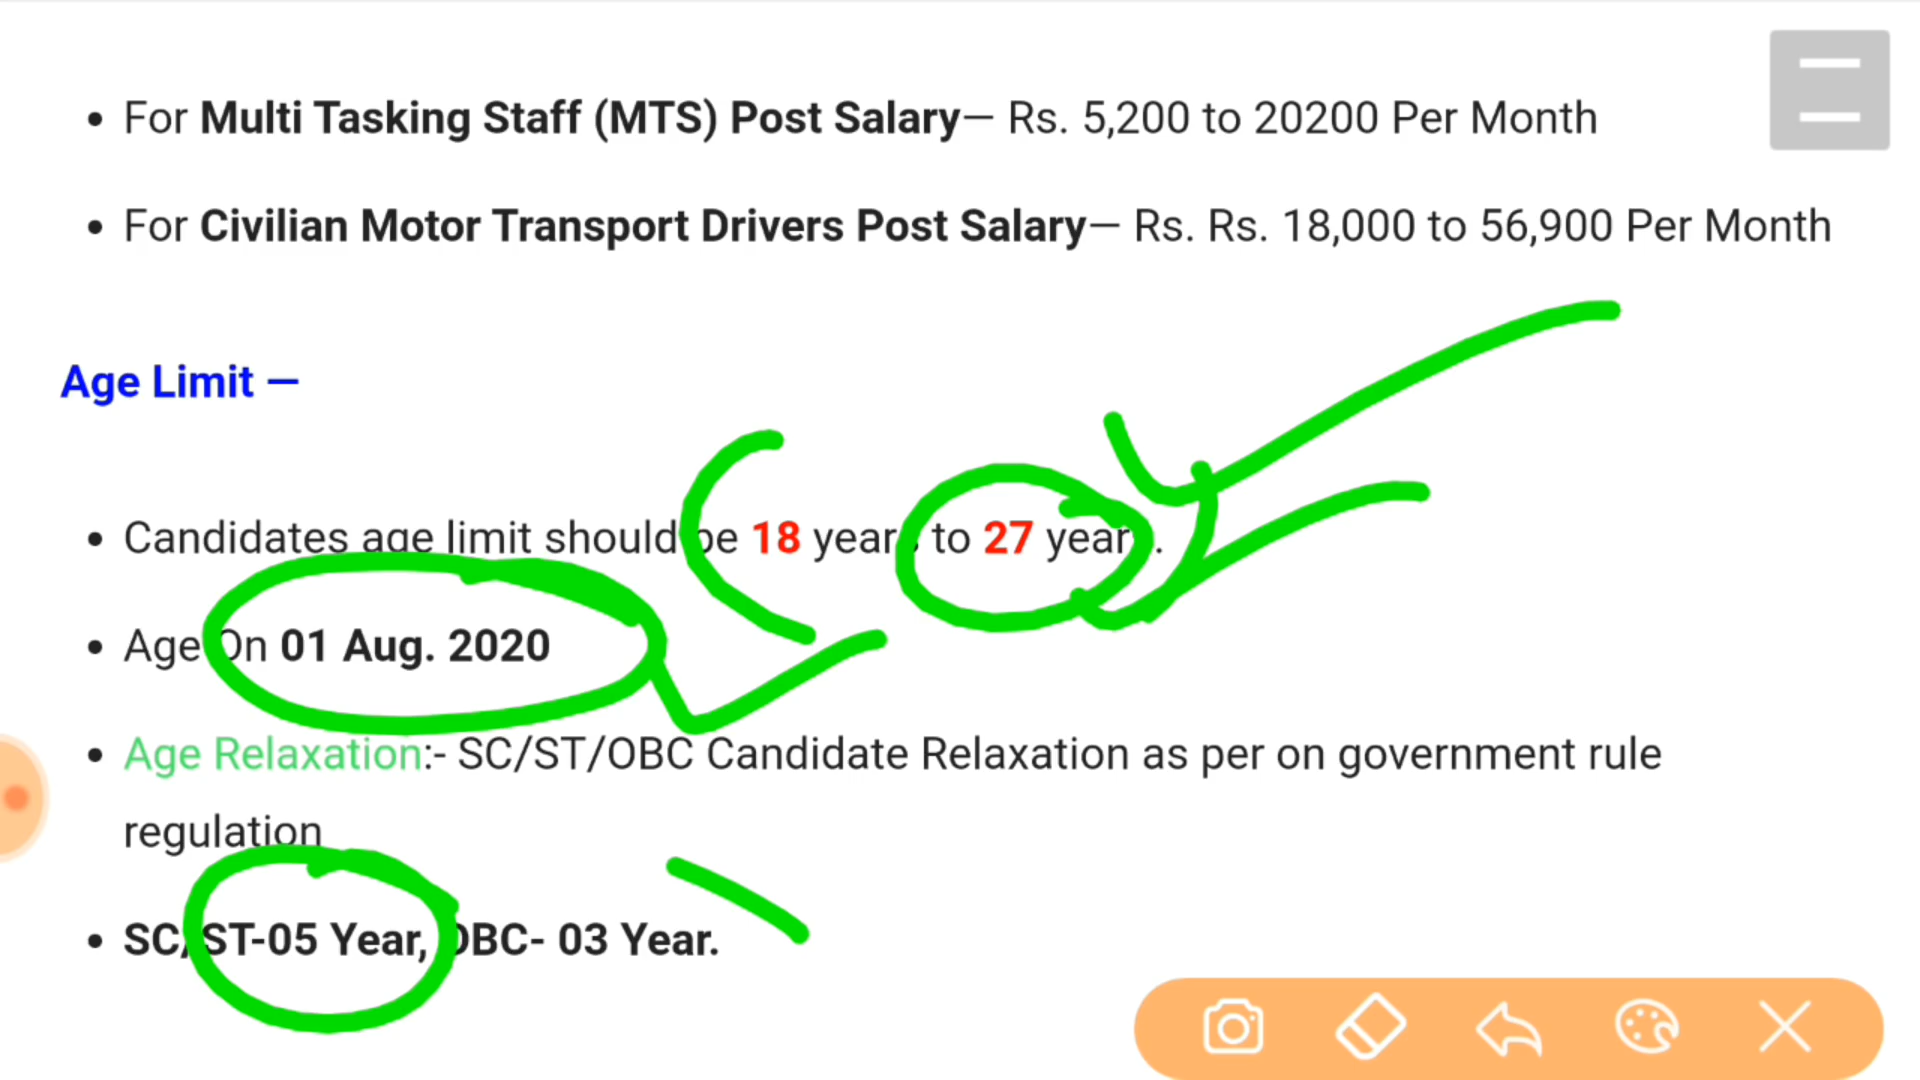 • For Multi Tasking Staff (MTS) Post Salary— Rs. 5,200 to 20200 Per Month
• For Civilian Motor Transport Drivers Post Salary— Rs. Rs. 18,000 to 56,900 Per Month
Age Limit —
• Candidates age limit should be 18 years to 27 years.
• Age On 01 Aug. 2020
• Age Relaxation:- SC/ST/OBC Candidate Relaxation as per on government rule
regulation
• SC/ST-05 Year, OBC- 03 Year.